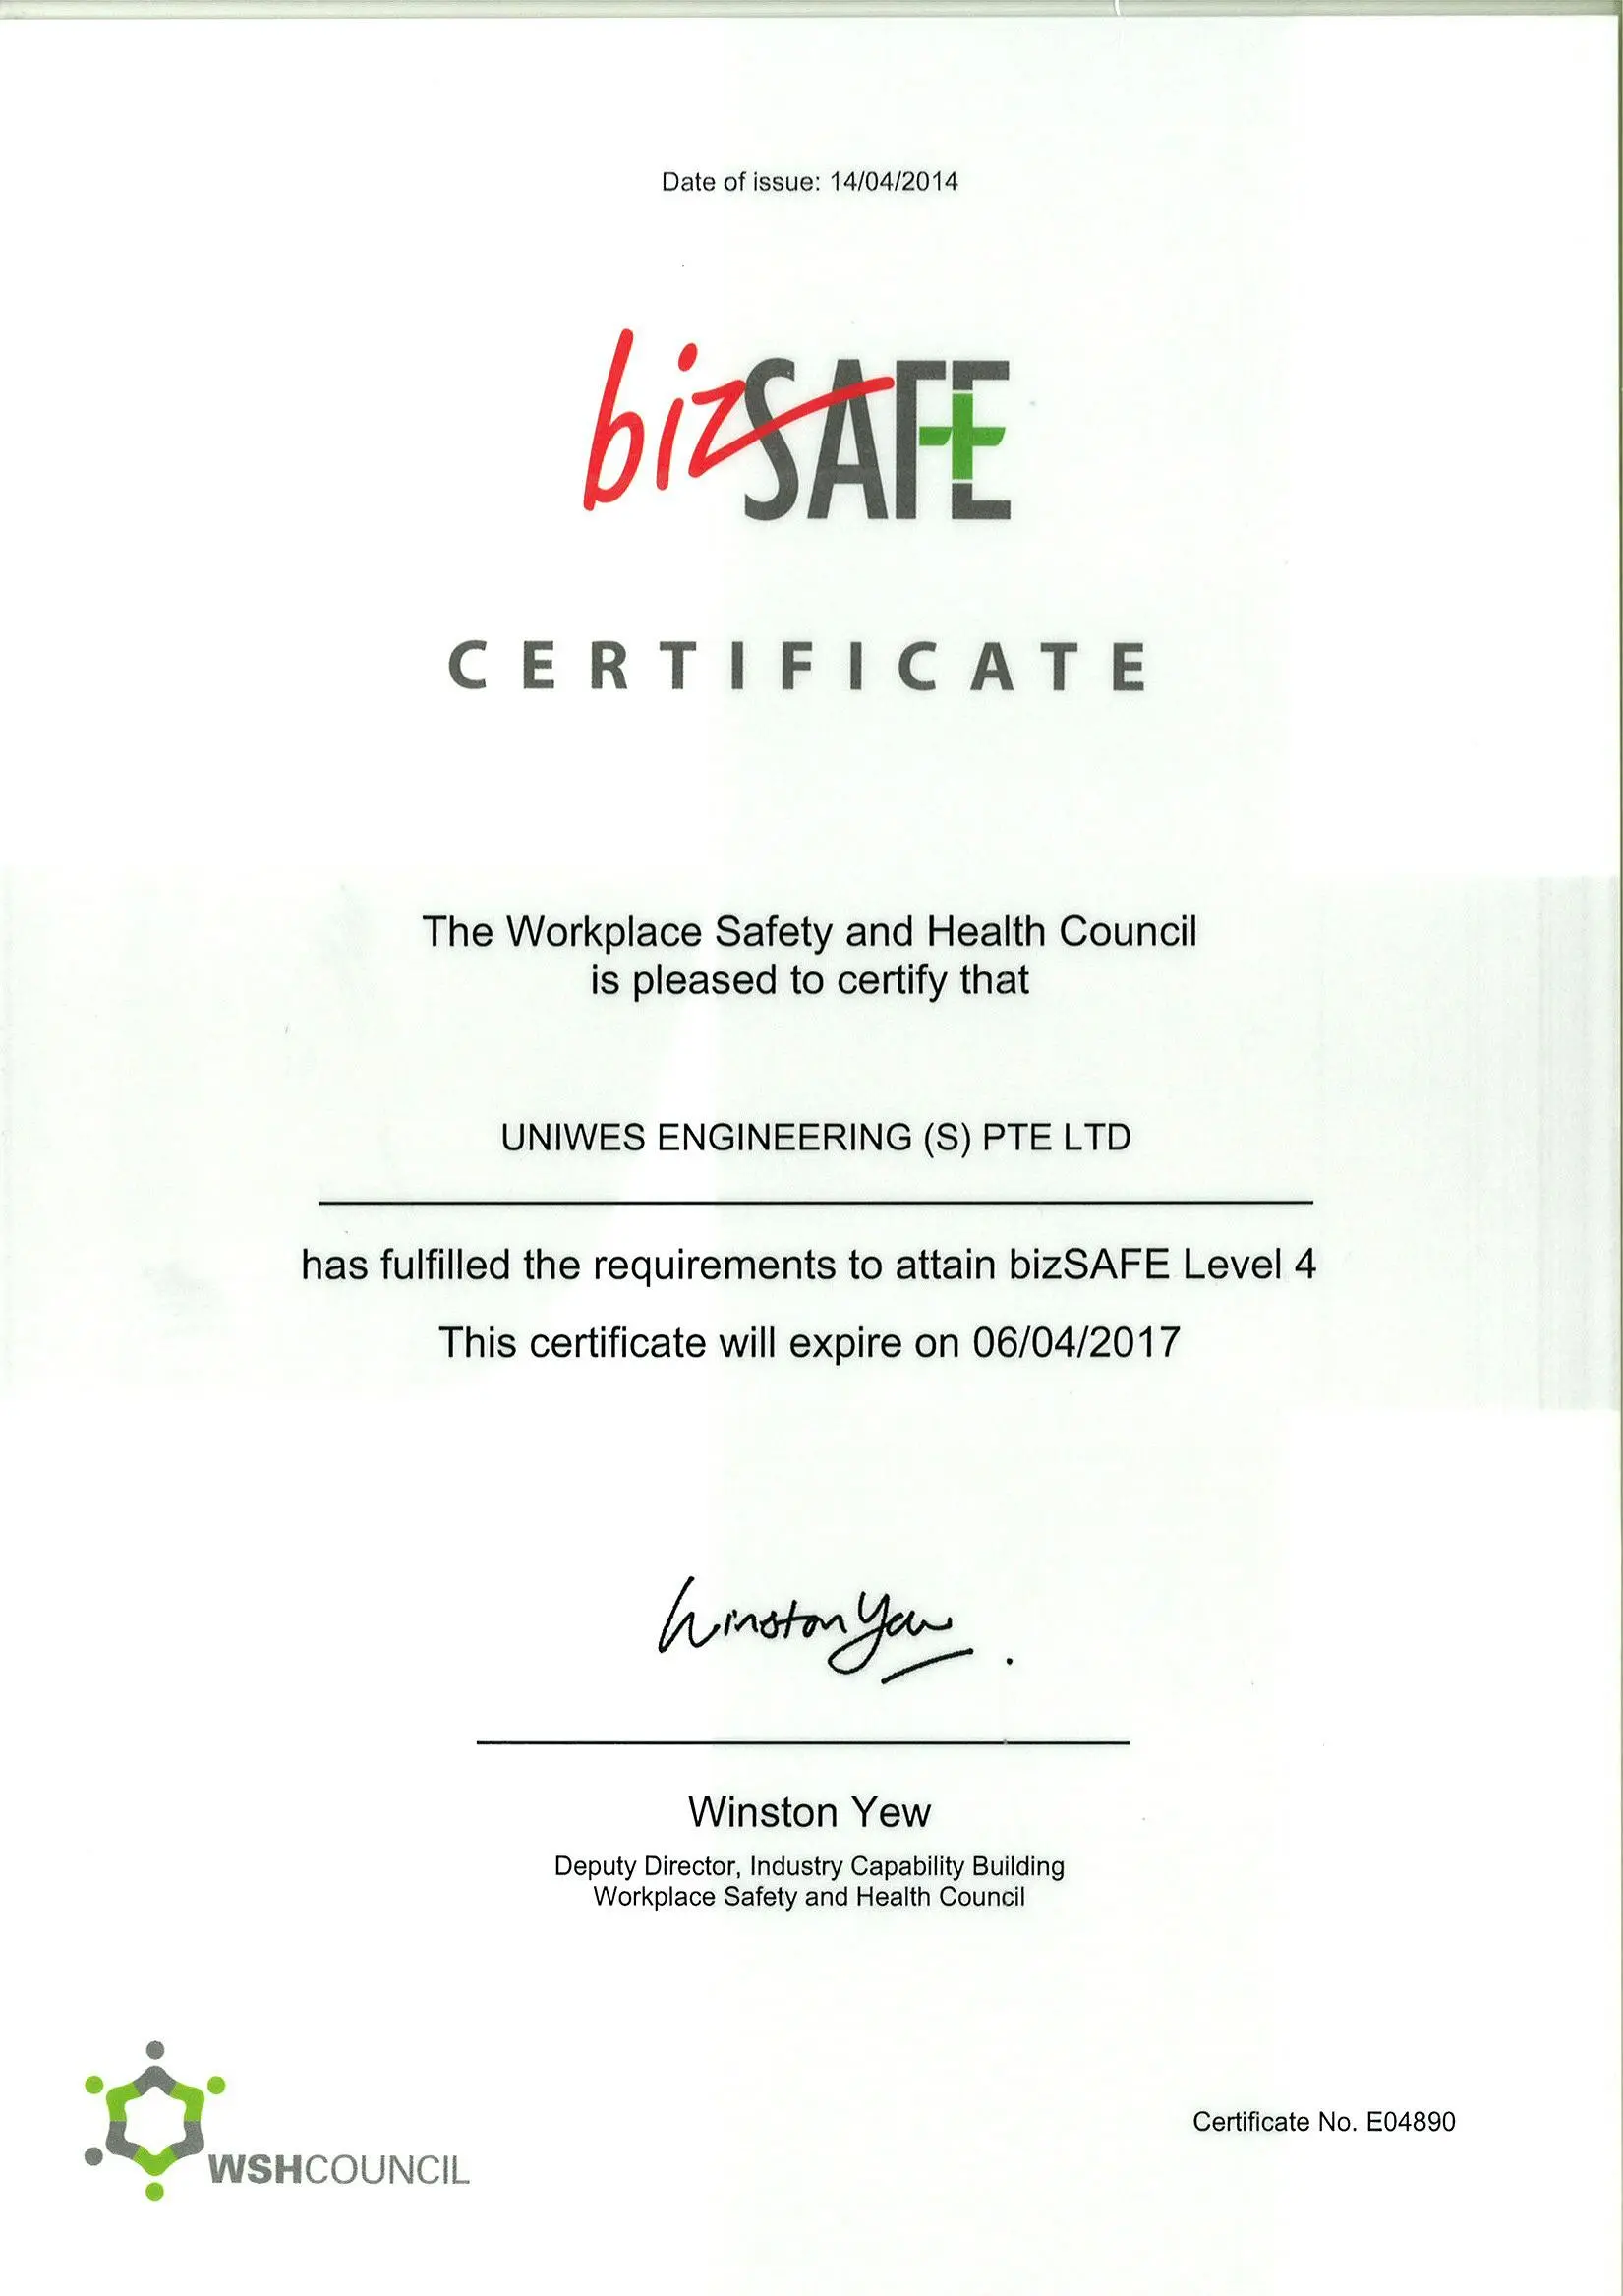 Date of issue: 14/04/2014
bizSAFE
CERTIFICATE
The Workplace Safety and Health Council
is pleased to certify that
UNIWES ENGINEERING (S) PTE LTD
has fulfilled the requirements to attain bizSAFE Level 4
This certificate will expire on 06/04/2017
Winston Yew
Winston Yew
Deputy Director, Industry Capability Building
Workplace Safety and Health Council
Certificate No. E04890
WSHCOUNCIL